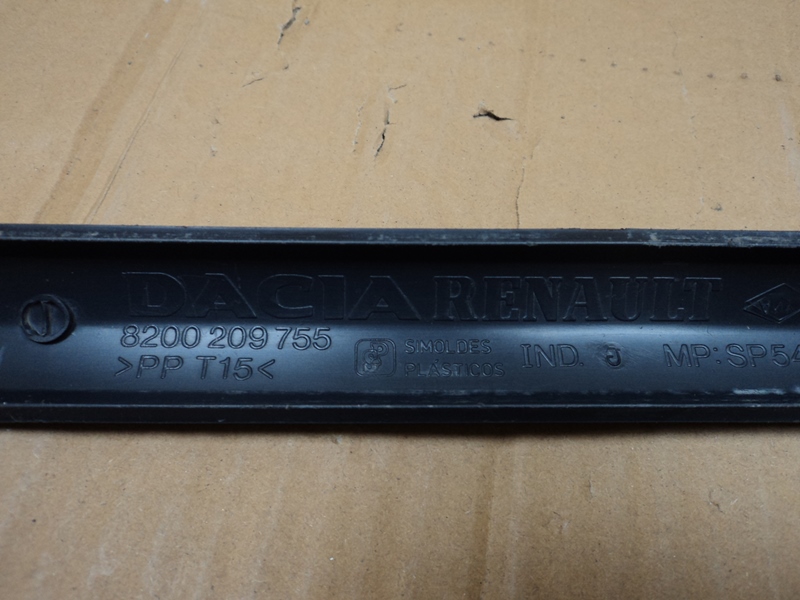 DACIA RENAULT
8200 209 755
>PP T15<
SIMOLDES
PLÁSTICOS
IND. J
MP: SP54